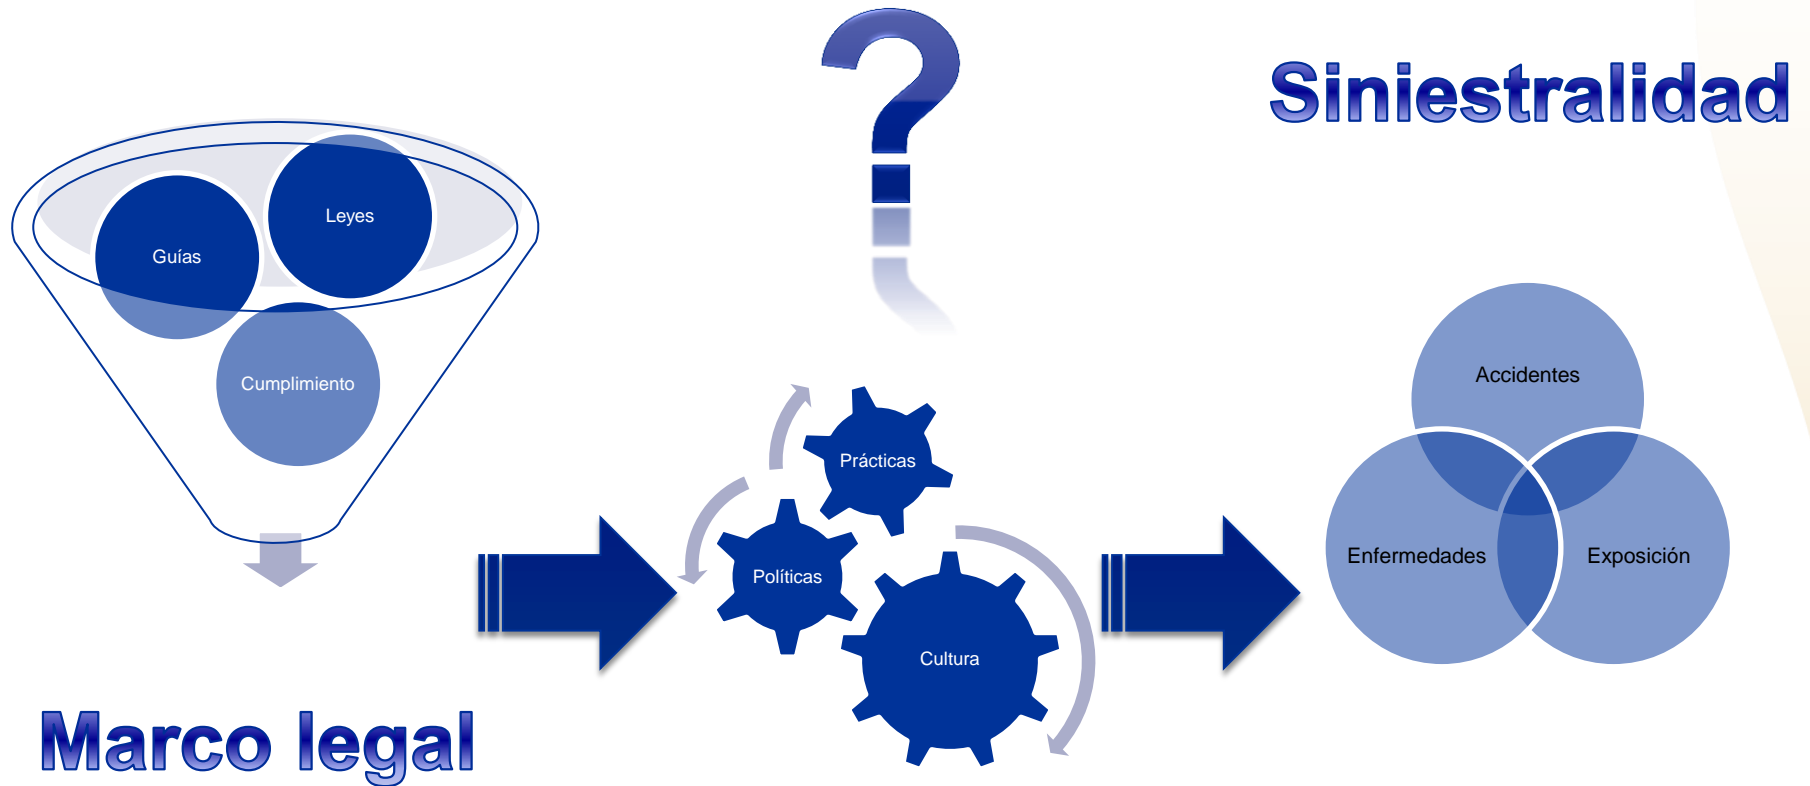 ?
Siniestralidad
Leyes
Guías
Cumplimiento
Marco legal
Prácticas
Políticas
Cultura
Accidentes
Enfermedades
Exposición